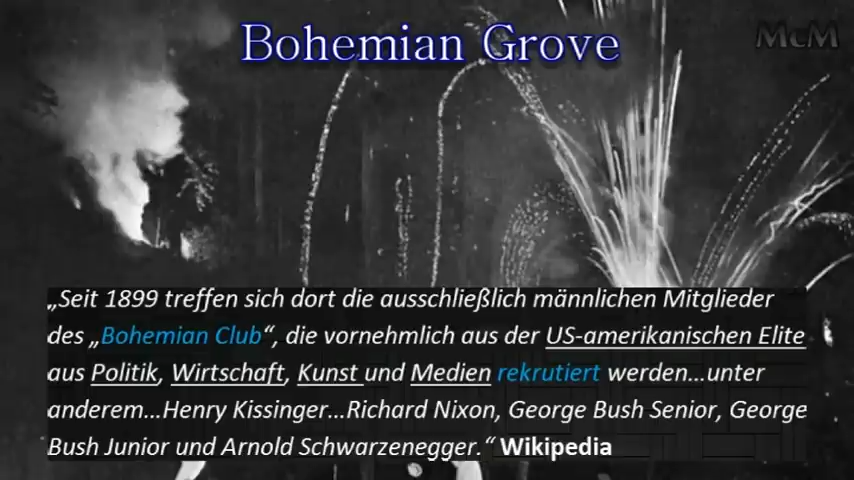 Bohemian Grove
McM
„Seit 1899 treffen sich dort die ausschließlich männlichen Mitglieder
des „Bohemian Club“, die vornehmlich aus der US-amerikanischen Elite
aus Politik, Wirtschaft, Kunst und Medien rekrutiert werden…unter
anderem…Henry Kissinger…Richard Nixon, George Bush Senior, George
Bush Junior und Arnold Schwarzenegger.“ Wikipedia